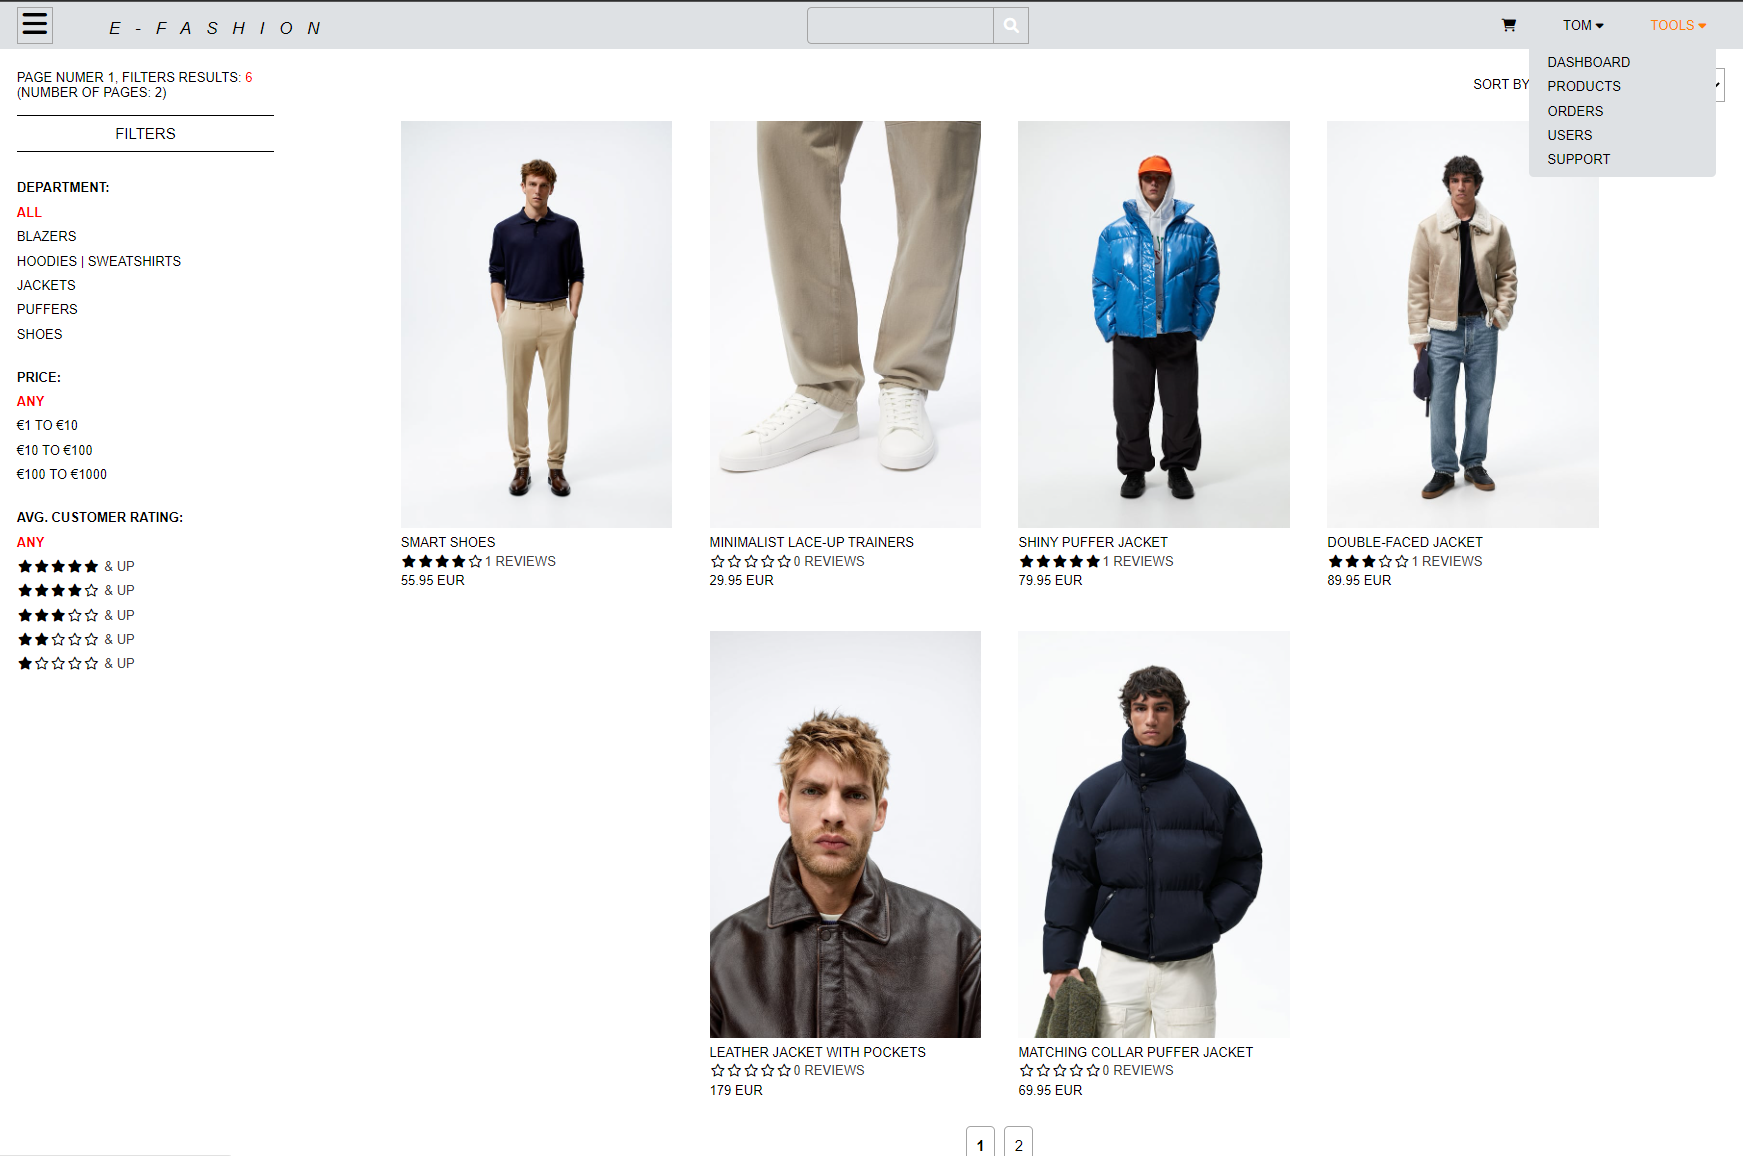 E-FASHION
TOM
TOOLS
DASHBOARD
PRODUCTS
ORDERS
USERS
SUPPORT
PAGE NUMER 1, FILTERS RESULTS: 6
(NUMBER OF PAGES: 2)
SORT BY
FILTERS
DEPARTMENT:
ALL
BLAZERS
HOODIES | SWEATSHIRTS
JACKETS
PUFFERS
SHOES
PRICE:
ANY
€1 TO €10
€10 TO €100
€100 TO €1000
AVG. CUSTOMER RATING:
ANY
& UP
& UP
& UP
& UP
& UP
SMART SHOES
1 REVIEWS
55.95 EUR
MINIMALIST LACE-UP TRAINERS
0 REVIEWS
29.95 EUR
SHINY PUFFER JACKET
1 REVIEWS
79.95 EUR
DOUBLE-FACED JACKET
1 REVIEWS
89.95 EUR
LEATHER JACKET WITH POCKETS
0 REVIEWS
179 EUR
MATCHING COLLAR PUFFER JACKET
0 REVIEWS
69.95 EUR
1
2